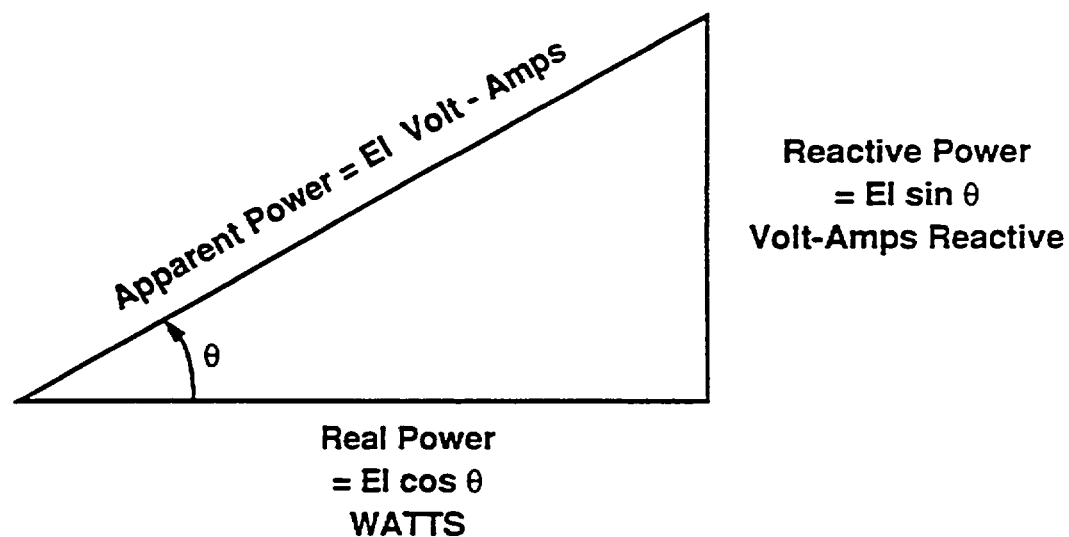 Apparent Power = EI Volt - Amps
Reactive Power
= EI sin θ
Volt-Amps Reactive
θ
Real Power
= EI cos θ
WATTS